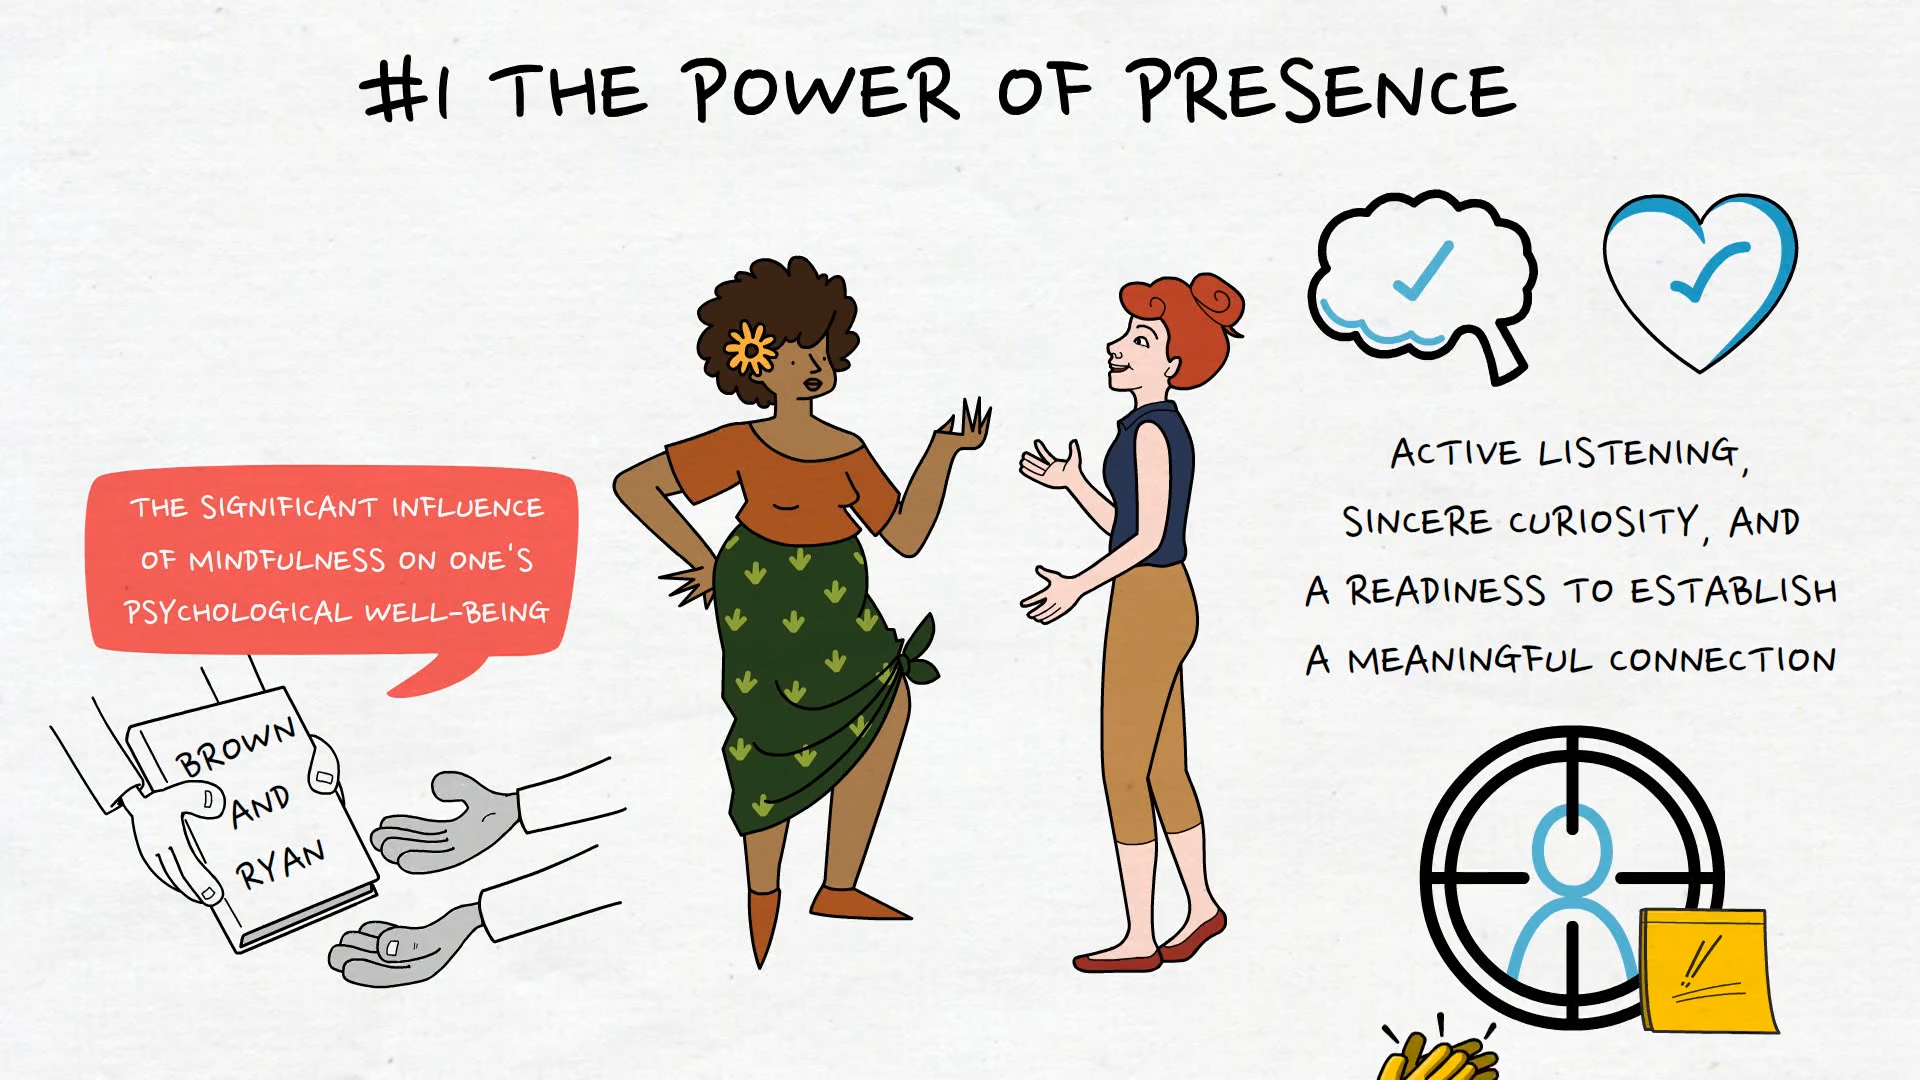 #1 THE POWER OF PRESENCE
THE SIGNIFICANT INFLUENCE
OF MINDFULNESS ON ONE'S
PSYCHOLOGICAL WELL-BEING
BROWN
AND
RYAN
ACTIVE LISTENING,
SINCERE CURIOSITY, AND
A READINESS TO ESTABLISH
A MEANINGFUL CONNECTION
!!